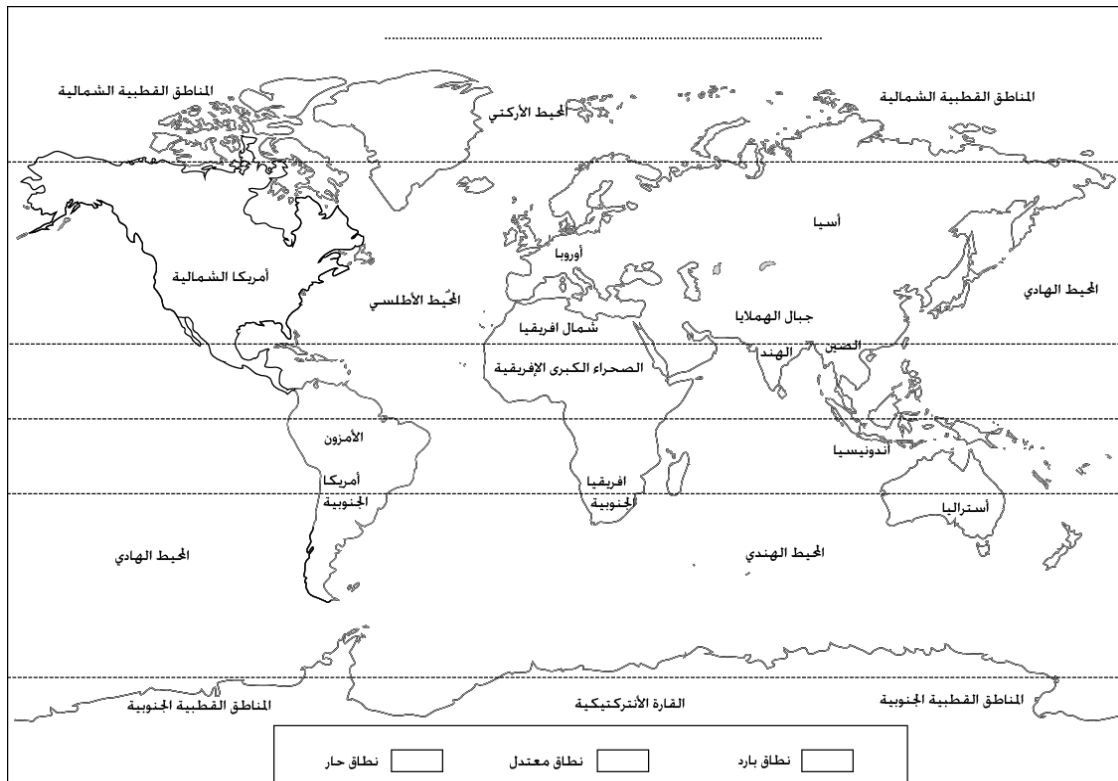 المناطق القطبية الشمالية
المناطق القطبية الشمالية
المحيط الأركتي
أسيا
أوروبا
أمريكا الشمالية
المحيط الهادي
المحيط الأطلسي
جبال الهملايا
شمال افريقيا
الصين
الهند
الصحراء الكبرى الإفريقية
الأمزون
أندونيسيا
افريقيا
الجنوبية
أمريكا
الجنوبية
أستراليا
المحيط الهندي
المحيط الهادي
المناطق القطبية الجنوبية
القارة الأنتركتيكية
المناطق القطبية الجنوبية
نطاق بارد
نطاق معتدل
نطاق حار